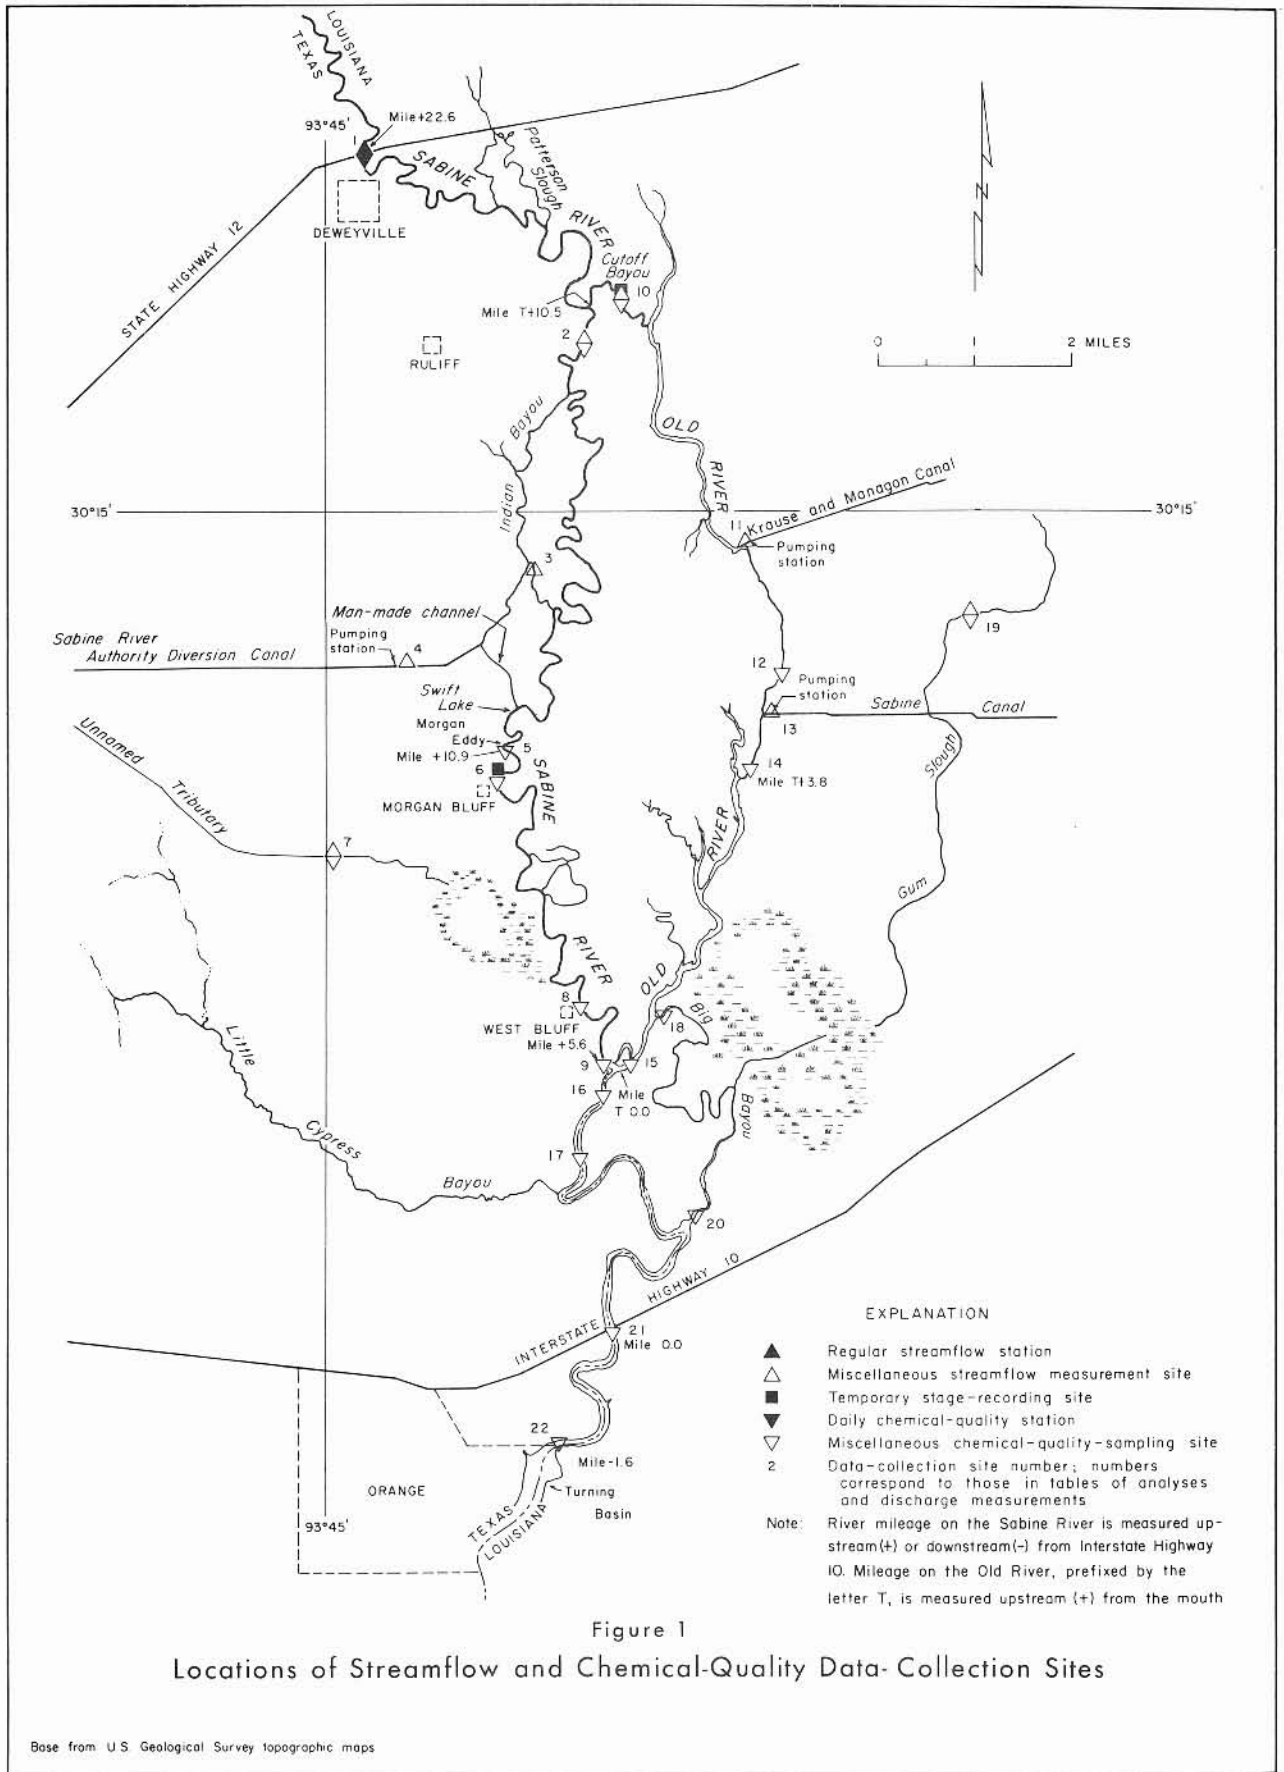 LOUISIANA
TEXAS
93°45'
Mile+22.6
1
SABINE
Patterson
Slough
STATE HIGHWAY 12
DEWEYVILLE
RIVER
Cutoff
Bayou
10
Mile T+10.5
2
RULIFF
0 1 2 MILES
Bayou
OLD
RIVER
Indian
Krause and Managan Canal
30°15'
30°15'
11
Pumping
station
3
Man-made channel
19
Sabine River
Authority Diversion Canal
Pumping
station
4
12
Pumping
station
Swift
Lake
Sabine Canal
13
Morgan
Eddy
5
Mile +10.9
6
14
Mile T+3.8
SABINE
MORGAN BLUFF
Unnamed
Tributary
Slough
7
RIVER
Gum
RIVER
OLD
8
WEST BLUFF
Mile +5.6
Big
18
9
15
16
Mile
T 0.0
Little
Cypress
Bayou
Bayou
17
20
INTERSTATE HIGHWAY 10
21
Mile 0.0
22
Mile-1.6
ORANGE
Turning
Basin
93°45'
TEXAS
LOUISIANA
EXPLANATION
Regular streamflow station
Miscellaneous streamflow measurement site
Temporary stage-recording site
Daily chemical-quality station
Miscellaneous chemical-quality-sampling site
2 Data-collection site number; numbers
correspond to those in tables of analyses
and discharge measurements
Note: River mileage on the Sabine River is measured up-
stream(+) or downstream(-) from Interstate Highway
10. Mileage on the Old River, prefixed by the
letter T, is measured upstream (+) from the mouth
Figure 1
Locations of Streamflow and Chemical-Quality Data-Collection Sites
Base from U.S. Geological Survey topographic maps